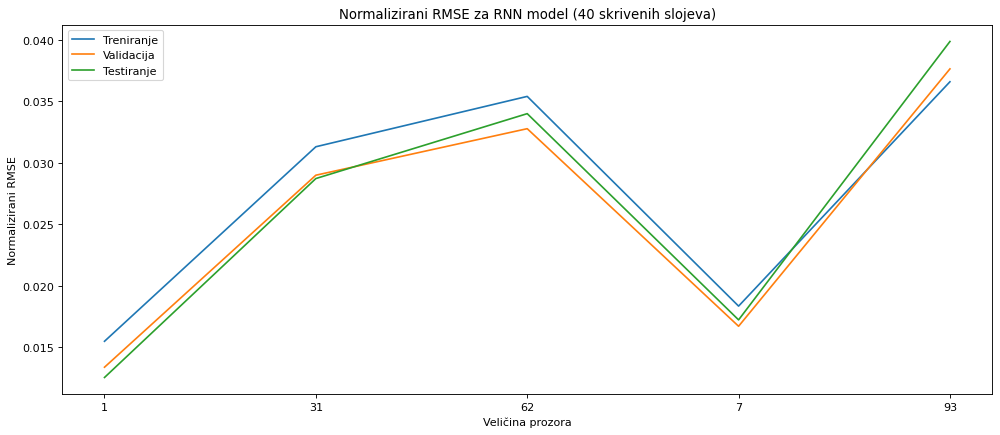 Normalizirani RMSE za RNN model (40 skrivenih slojeva)
Treniranje
Validacija
Testiranje
Normalizirani RMSE
0.040
0.035
0.030
0.025
0.020
0.015
1 31 62 7 93
Veličina prozora